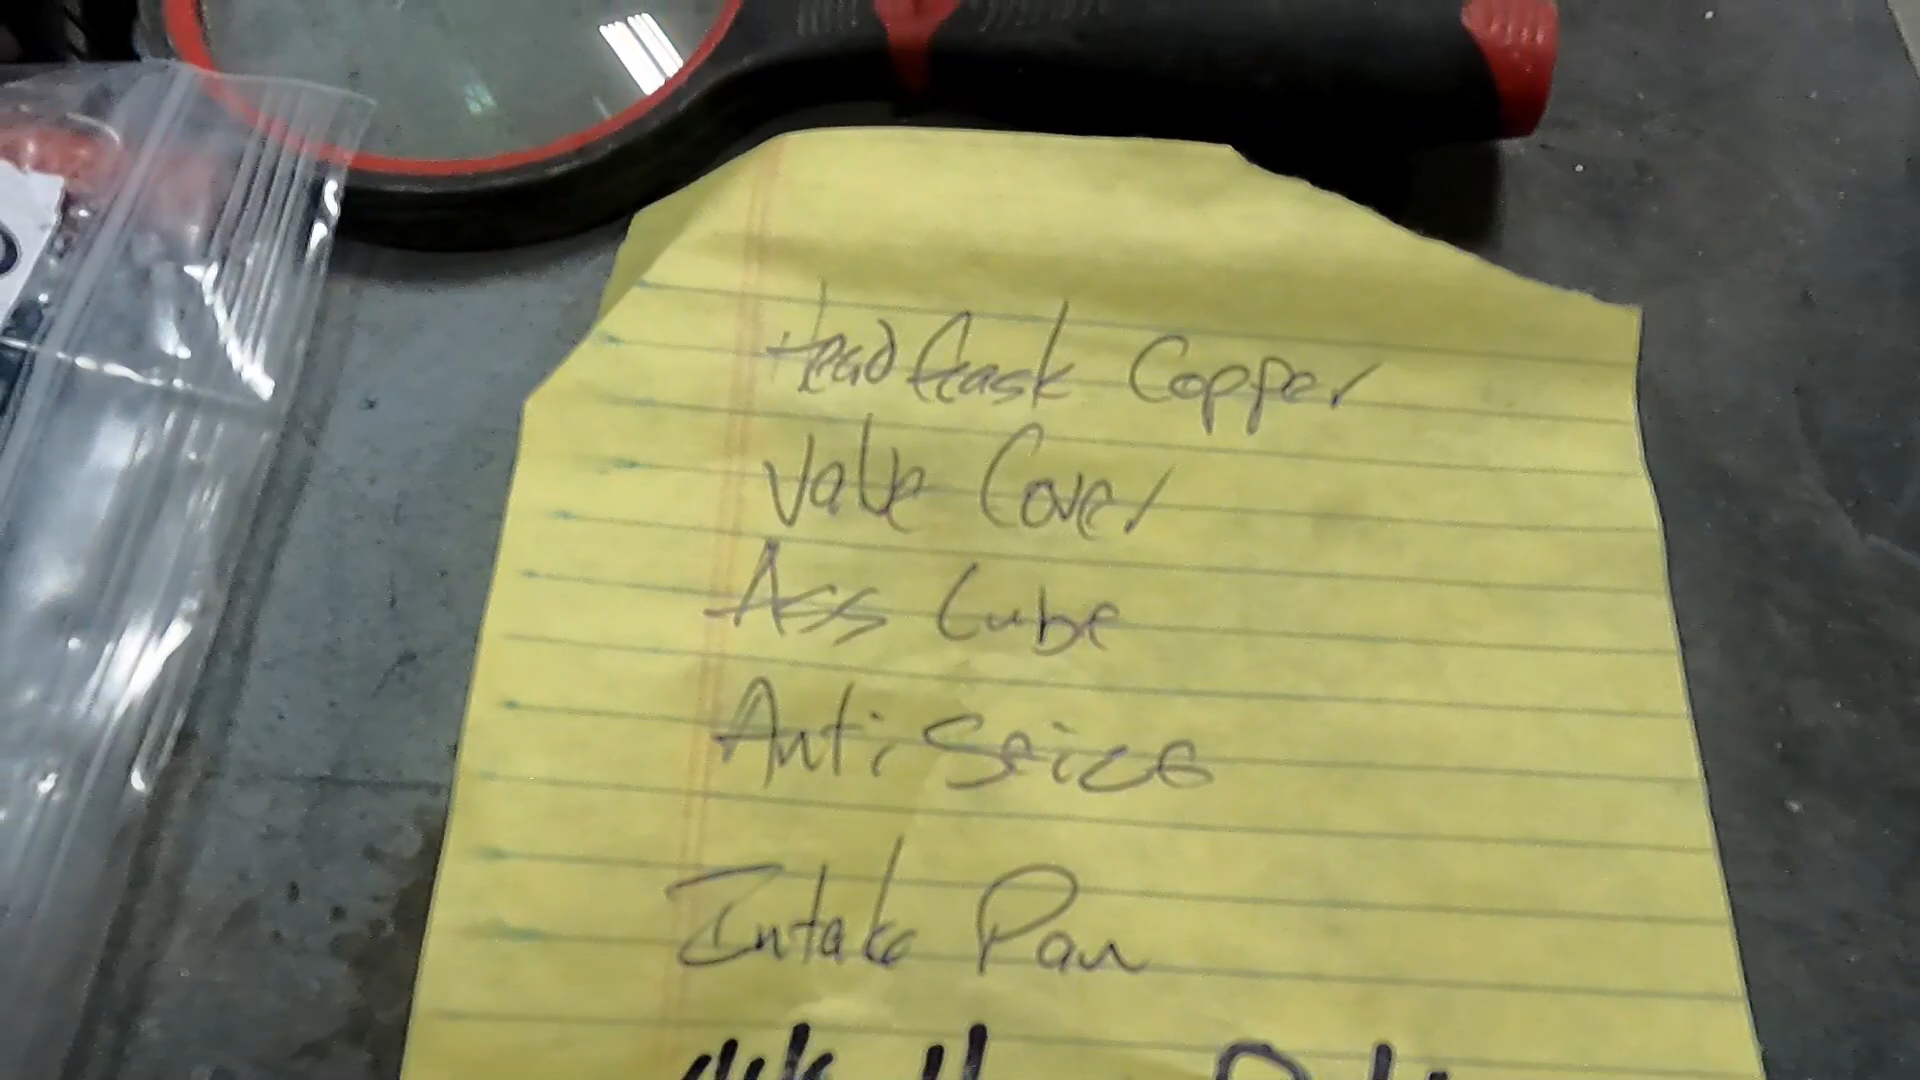 Head Gask Copper
Valve Cover
Ass Lube
Anti Seize
Intake Pan